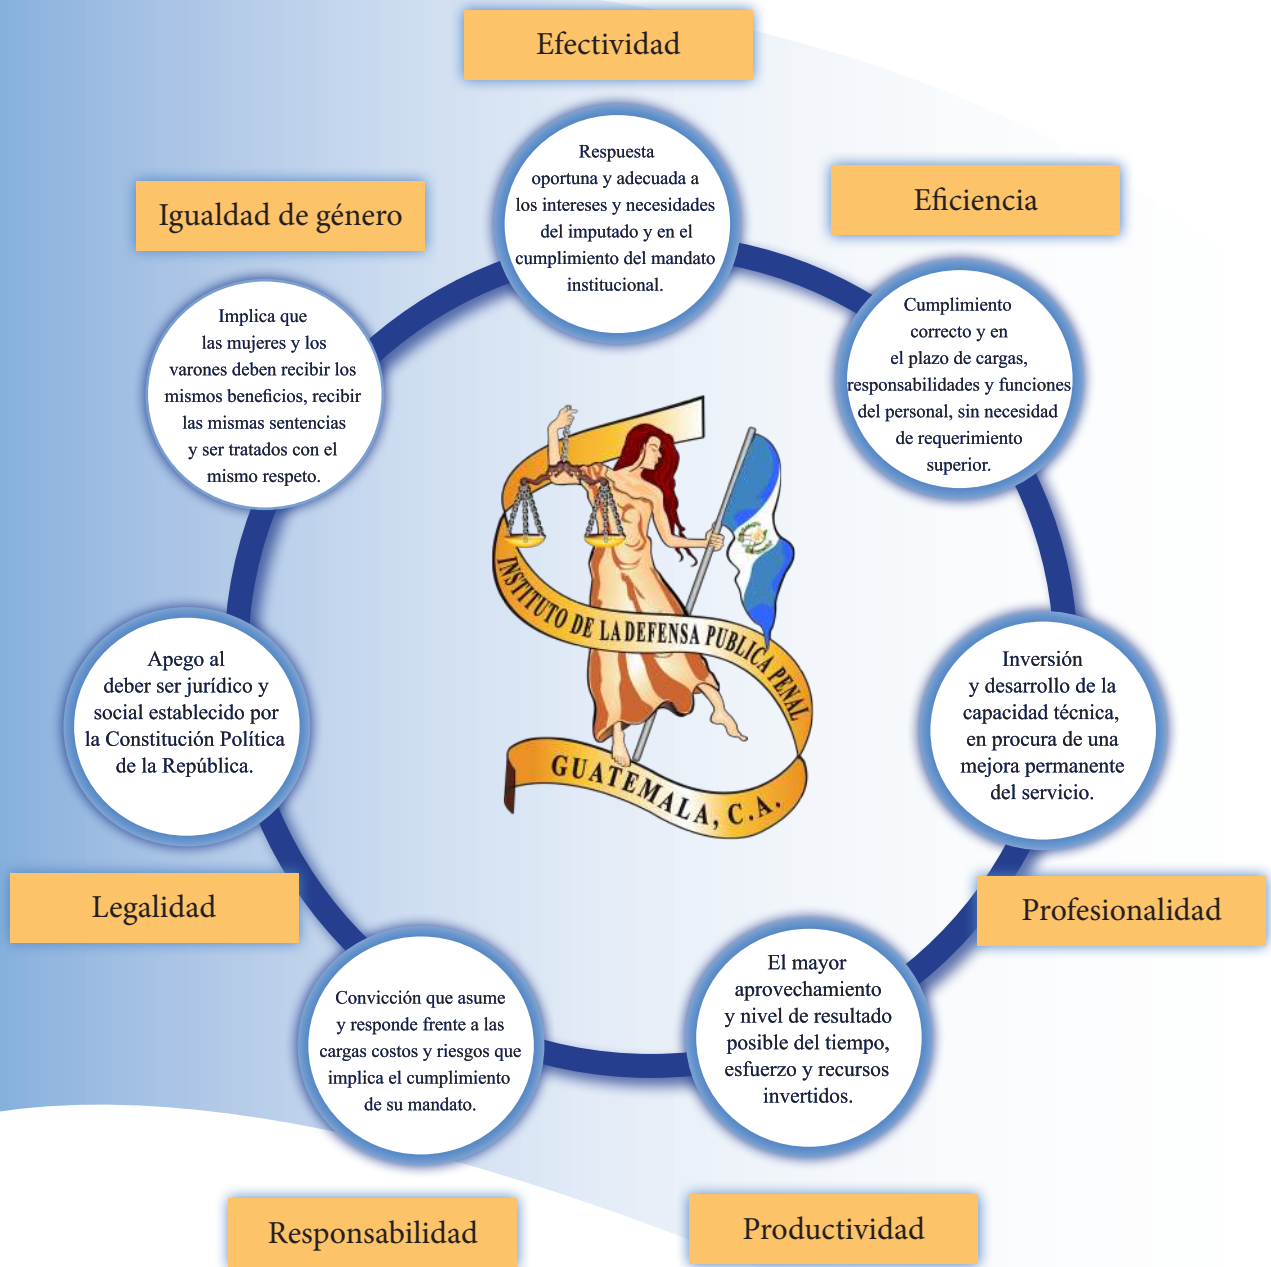 Efectividad
Respuesta
oportuna y adecuada a
los intereses y necesidades
del imputado y en el
cumplimiento del mandato
institucional.
Eficiencia
Cumplimiento
correcto y en
el plazo de cargas,
responsabilidades y funciones
del personal, sin necesidad
de requerimiento
superior.
Igualdad de género
Implica que
las mujeres y los
varones deben recibir los
mismos beneficios, recibir
las mismas sentencias
y ser tratados con el
mismo respeto.
INSTITUTO DE LA DEFENSA PUBLICA PENAL
GUATEMALA, C.A.
Apego al
deber ser jurídico y
social establecido por
la Constitución Política
de la República.
Legalidad
Inversión
y desarrollo de la
capacidad técnica,
en procura de una
mejora permanente
del servicio.
Profesionalidad
Convicción que asume
y responde frente a las
cargas costos y riesgos que
implica el cumplimiento
de su mandato.
Responsabilidad
El mayor
aprovechamiento
y nivel de resultado
posible del tiempo,
esfuerzo y recursos
invertidos.
Productividad